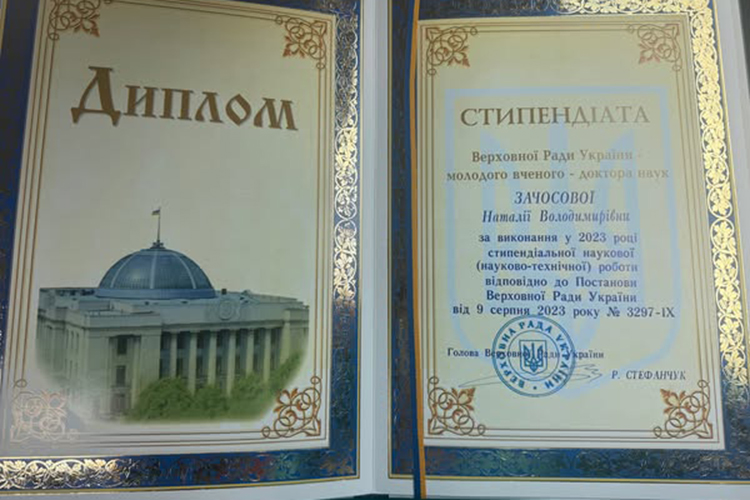 Диплом
СТИПЕНДІАТА
Верховної Ради України -
молодого вченого - доктора наук
ЗАЧОСОВОЇ
Наталії Володимирівни
за виконання у 2023 році
стипендіальної наукової
(науково-технічної) роботи
відповідно до Постанови
Верховної Ради України
від 9 серпня 2023 року № 3297-IX
Голова Верховної Ради України
Р. СТЕФАНЧУК
ВЕРХОВНА РАДА УКРАЇНИ